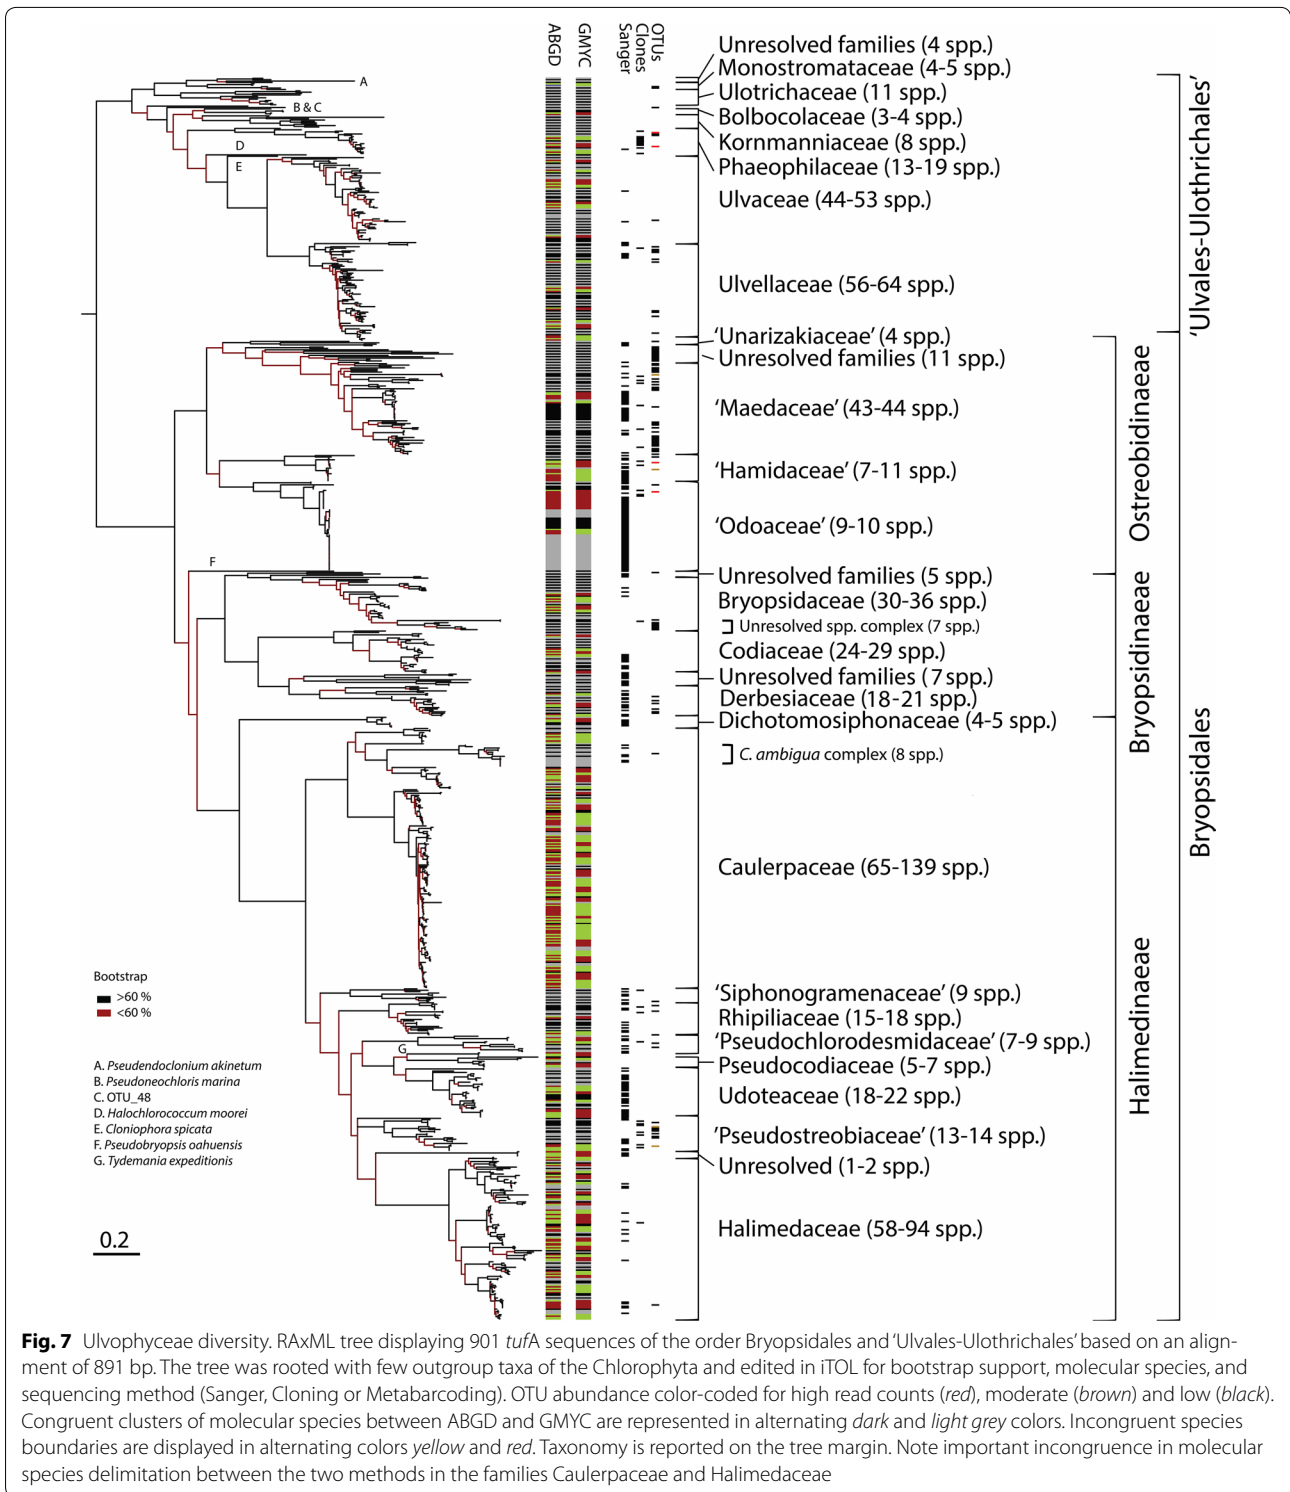 ABGD
GMYC
Sanger
Clones
OTUs
Unresolved families (4 spp.)
Monostromataceae (4-5 spp.)
Ulotrichaceae (11 spp.)
Bolbocolaceae (3-4 spp.)
Kornmanniaceae (8 spp.)
Phaeophilaceae (13-19 spp.)
Ulvaceae (44-53 spp.)
Ulvellaceae (56-64 spp.)
‘Unarizakiaceae’ (4 spp.)
Unresolved families (11 spp.)
‘Maedaceae’ (43-44 spp.)
‘Hamidaceae’ (7-11 spp.)
‘Odoaceae’ (9-10 spp.)
Unresolved families (5 spp.)
Bryopsidaceae (30-36 spp.)
Unresolved spp. complex (7 spp.)
Codiaceae (24-29 spp.)
Unresolved families (7 spp.)
Derbesiaceae (18-21 spp.)
Dichotomosiphonaceae (4-5 spp.)
C. ambigua complex (8 spp.)
Caulerpaceae (65-139 spp.)
‘Siphonogramenaceae’ (9 spp.)
Rhipiliaceae (15-18 spp.)
‘Pseudochlorodesmidaceae’ (7-9 spp.)
Pseudocodiaceae (5-7 spp.)
Udoteaceae (18-22 spp.)
’Pseudostreobiaceae’ (13-14 spp.)
Unresolved (1-2 spp.)
Halimedaceae (58-94 spp.)
‘Ulvales-Ulothrichales’
Ostreobidinaeae
Bryopsidinaeae
Halimedinaeae
Bryopsidales
A
B & C
D
E
F
G
Bootstrap
>60 %
<60 %
A. Pseudendoclonium akinetum
B. Pseudoneochloris marina
C. OTU_48
D. Halochlorococcum moorei
E. Cloniophora spicata
F. Pseudobryopsis oahuensis
G. Tydemania expeditionis
0.2
Fig. 7 Ulvophyceae diversity. RAxML tree displaying 901 tufA sequences of the order Bryopsidales and ‘Ulvales-Ulothrichales’ based on an align-
ment of 891 bp. The tree was rooted with few outgroup taxa of the Chlorophyta and edited in iTOL for bootstrap support, molecular species, and
sequencing method (Sanger, Cloning or Metabarcoding). OTU abundance color-coded for high read counts (red), moderate (brown) and low (black).
Congruent clusters of molecular species between ABGD and GMYC are represented in alternating dark and light grey colors. Incongruent species
boundaries are displayed in alternating colors yellow and red. Taxonomy is reported on the tree margin. Note important incongruence in molecular
species delimitation between the two methods in the families Caulerpaceae and Halimedaceae